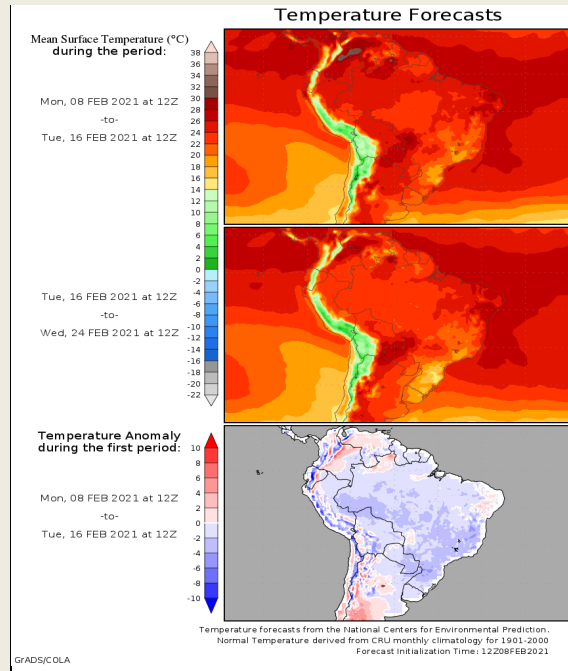 Temperature Forecasts
Mean Surface Temperature (°C)
during the period:
Mon, 08 FEB 2021 at 12Z
-to-
Tue, 16 FEB 2021 at 12Z
38
36
34
32
30
28
26
24
22
20
18
16
14
12
10
8
6
4
2
0
-2
-4
-6
-8
-10
-12
-14
-16
-18
-20
-22
Tue, 16 FEB 2021 at 12Z
-to-
Wed, 24 FEB 2021 at 12Z
Temperature Anomaly
during the first period:
Mon, 08 FEB 2021 at 12Z
-to-
Tue, 16 FEB 2021 at 12Z
10
8
6
4
2
0
-2
-4
-6
-8
-10
Temperature forecasts from the National Centers for Environmental Prediction.
Normal Temperature derived from CRU monthly climatology for 1901-2000
Forecast Initialization Time: 12Z08FEB2021
GrADS/COLA